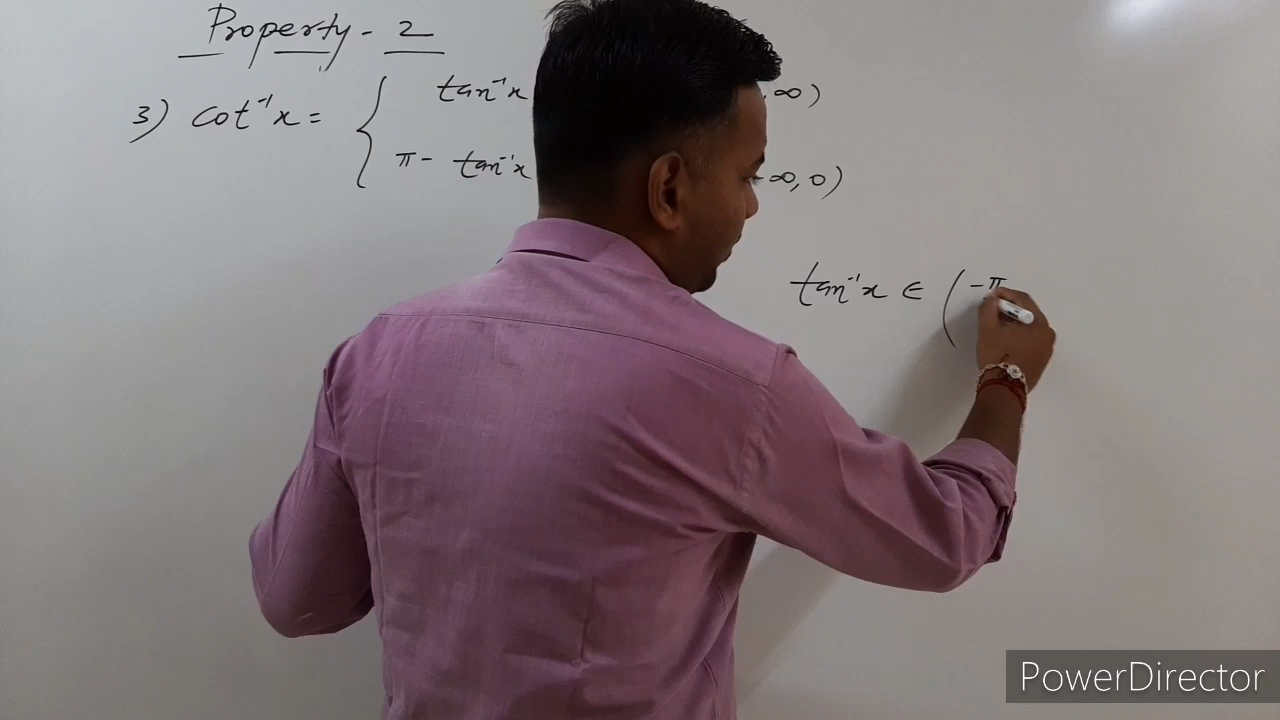 Property - 2
3) cot⁻¹x = { tan⁻¹x ,∞)
π - tan⁻¹x -∞, 0)
tan⁻¹x ∈ ( -π
PowerDirector